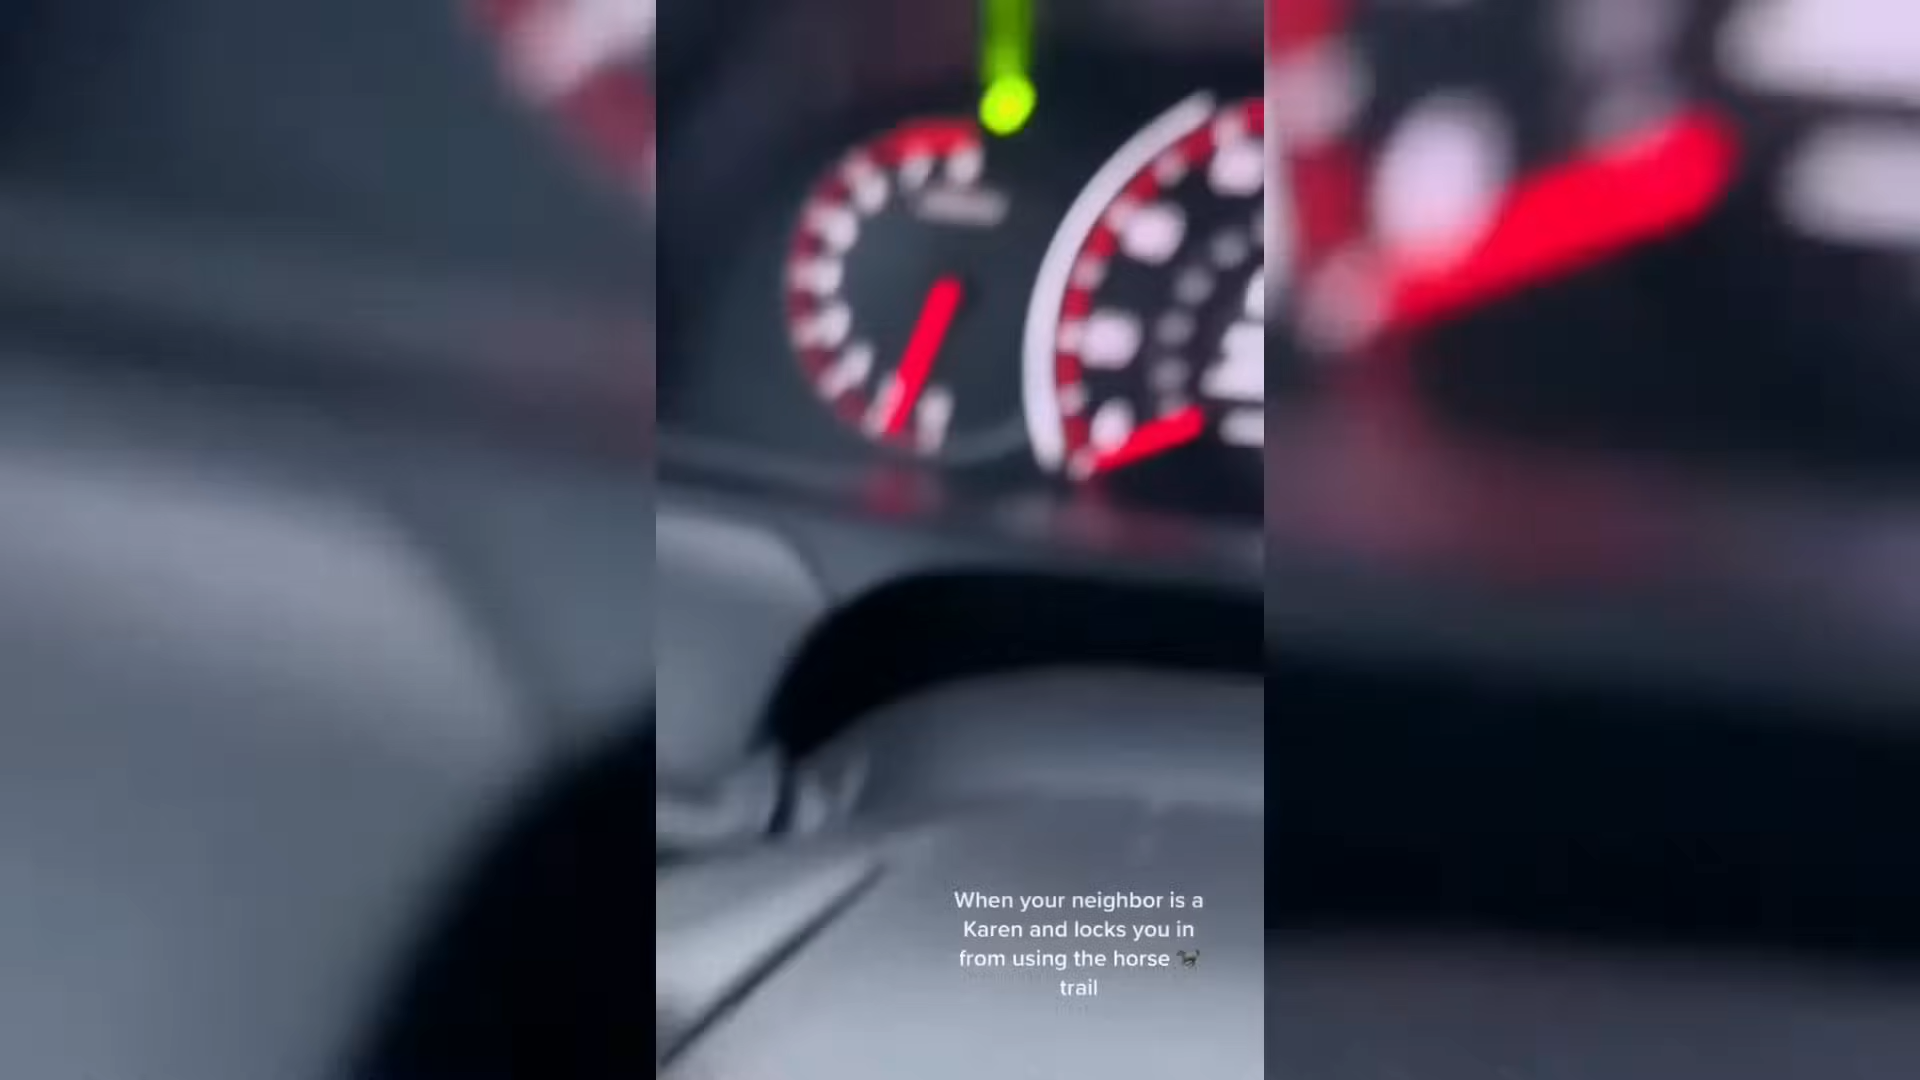 When your neighbor is a
Karen and locks you in
from using the horse 🐎
trail